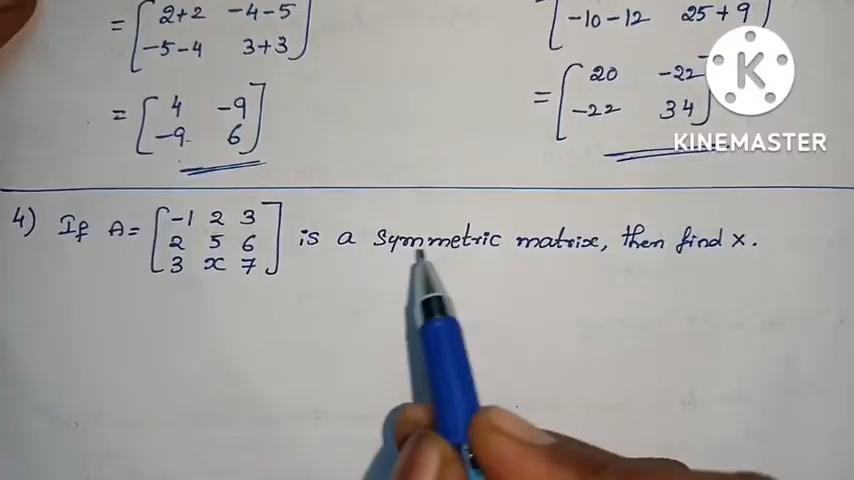 = [ 2+2 -4-5
-5-4 3+3 ]
= [ 4 -9
-9 6 ]
-10-12 25+9
= [ 20 -22
-22 34 ]
K
KINEMASTER
4) If A= [ -1 2 3
2 5 6
3 x 7 ] is a symmetric matrix, then find x.